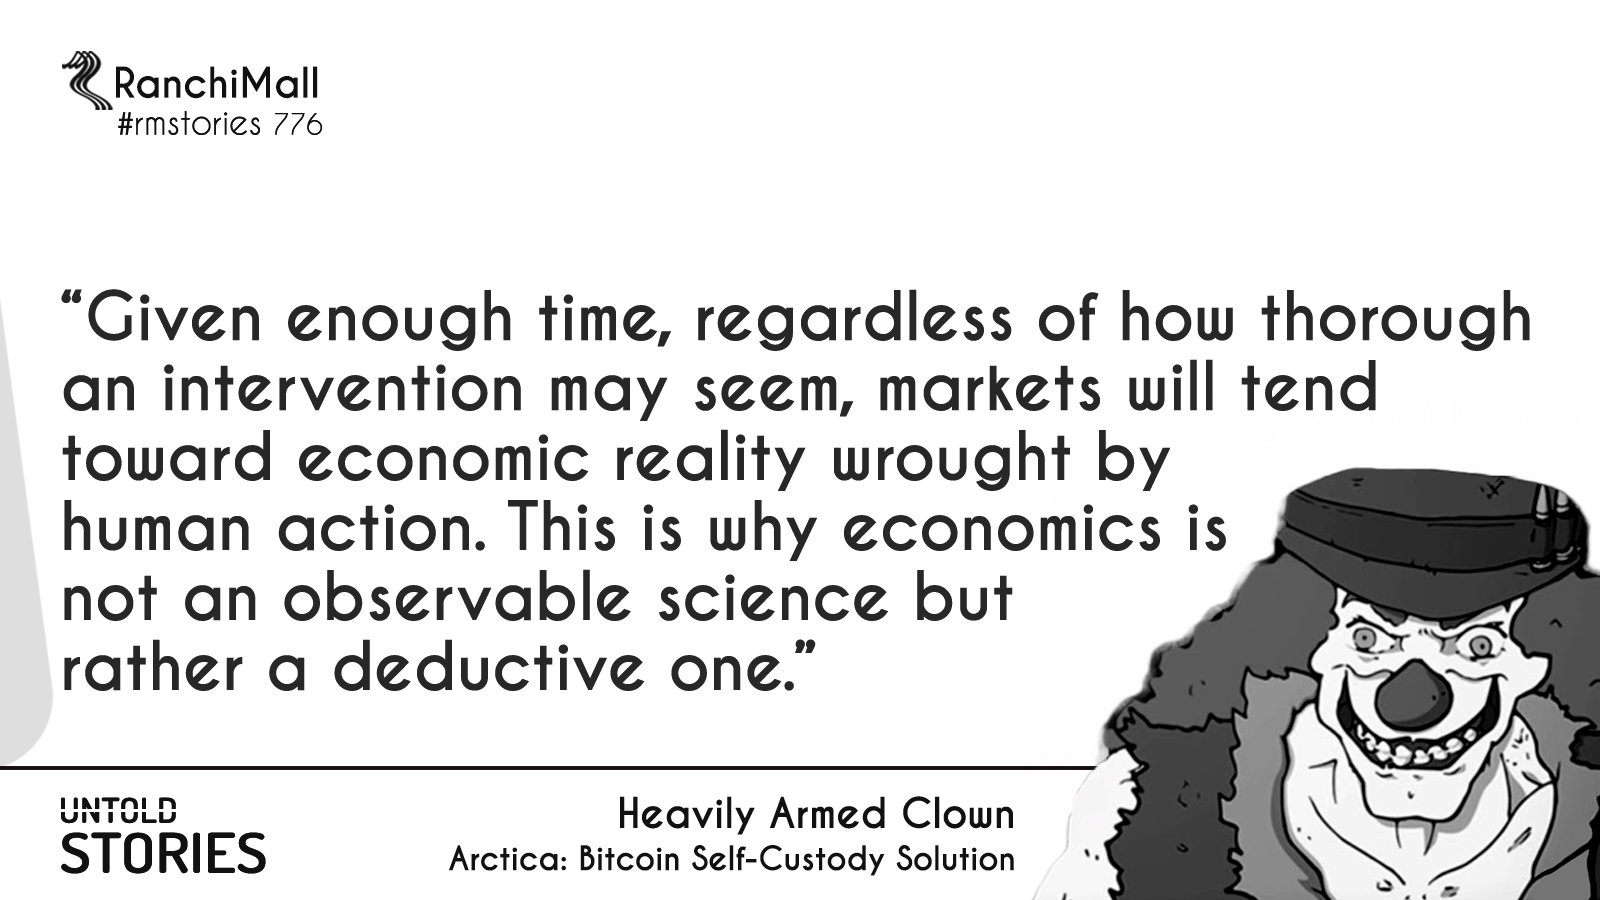 RanchiMall
#rmstories 776
“Given enough time, regardless of how thorough
an intervention may seem, markets will tend
toward economic reality wrought by
human action. This is why economics is
not an observable science but
rather a deductive one.”
UNTOLD
STORIES
Heavily Armed Clown
Arctica: Bitcoin Self-Custody Solution